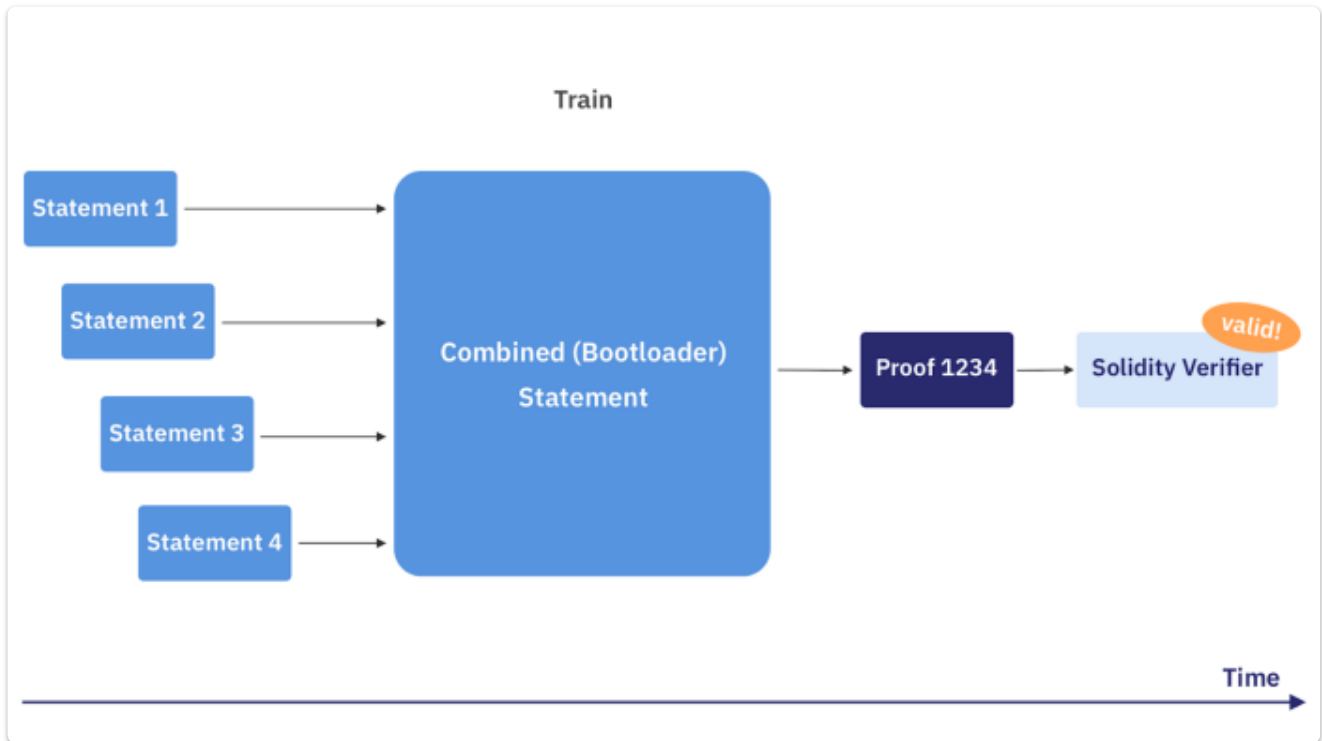 Train
Statement 1
Statement 2
Statement 3
Statement 4
Combined (Bootloader)
Statement
Proof 1234
Solidity Verifier
valid!
Time